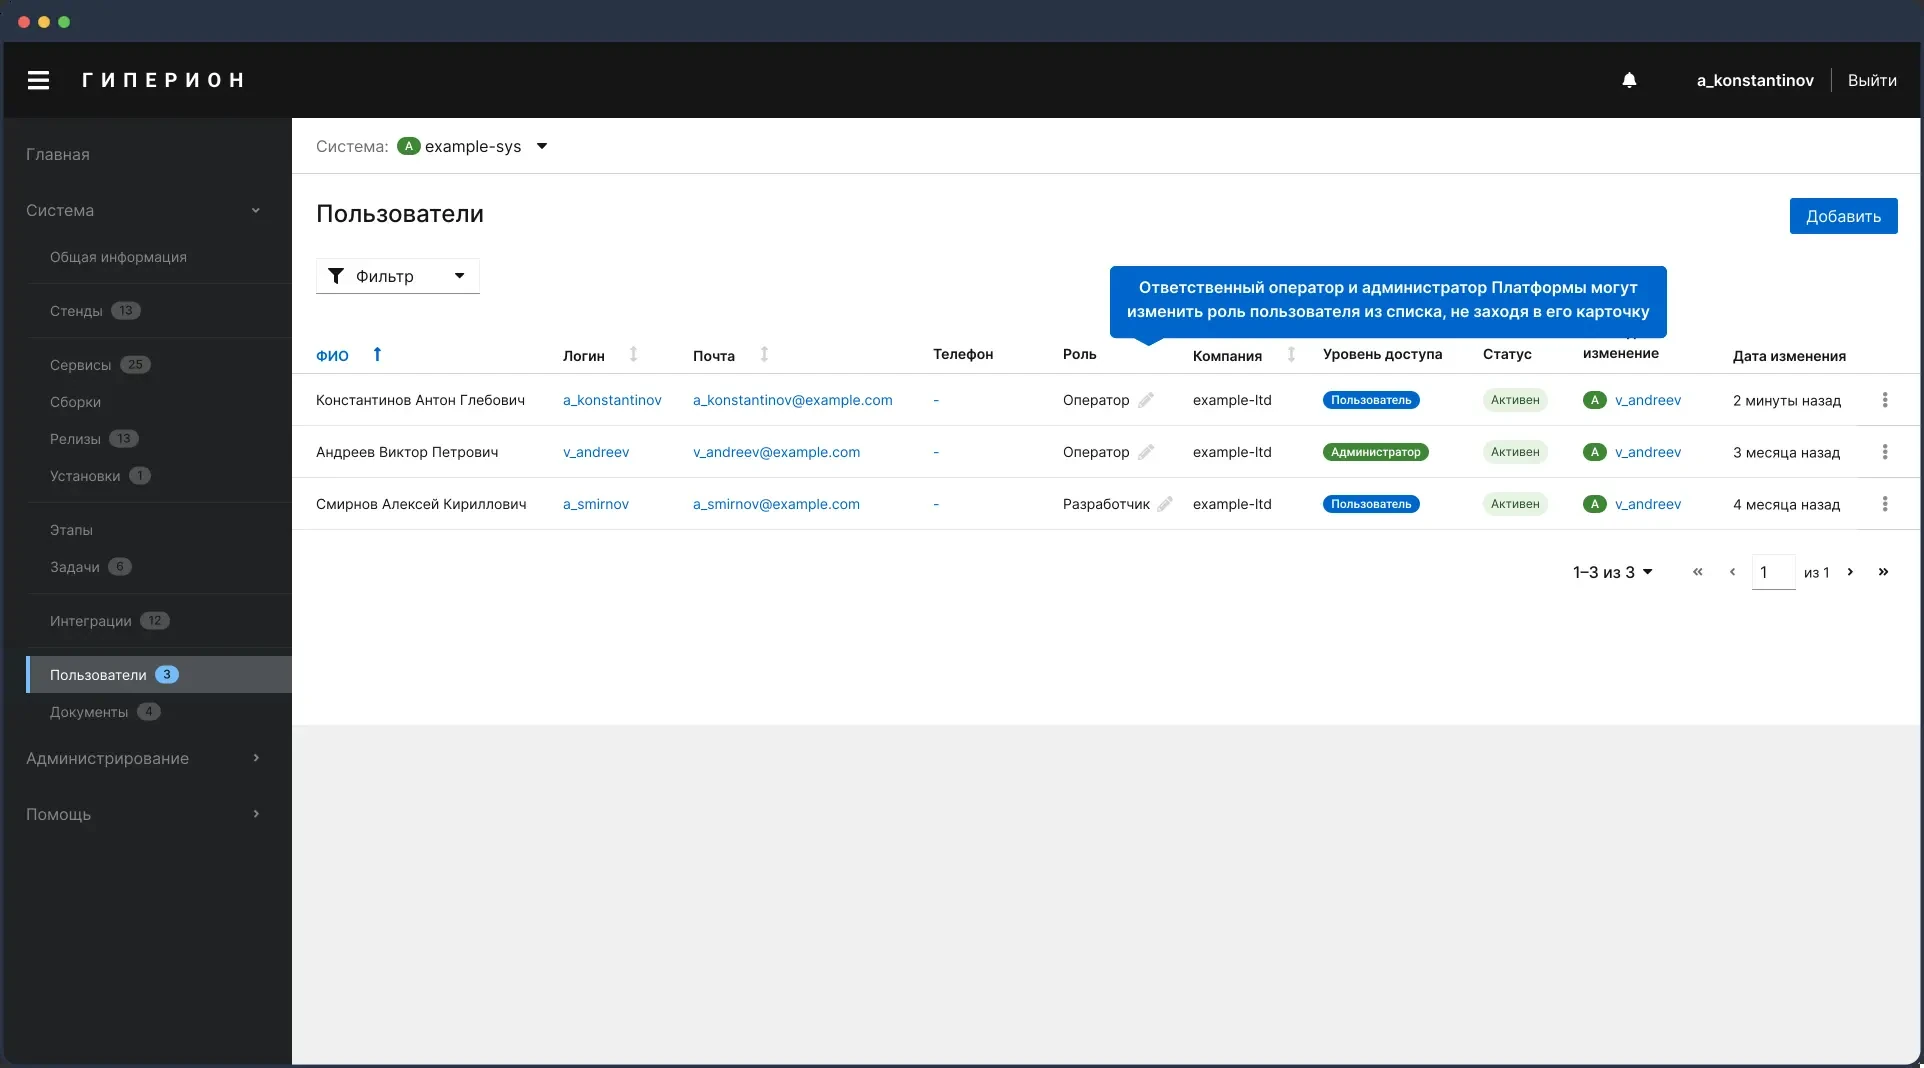 ГИПЕРИОН
a_konstantinov
Выйти
Главная
Система
Общая информация
Стенды 13
Сервисы 25
Сборки
Релизы 13
Установки 1
Этапы
Задачи 6
Интеграции 12
Пользователи 3
Документы 4
Администрирование
Помощь
Система: A example-sys
Пользователи
Добавить
Фильтр
Ответственный оператор и администратор Платформы могут
изменить роль пользователя из списка, не заходя в его карточку
ФИО Логин Почта Телефон Роль Компания Уровень доступа Статус изменение Дата изменения
Константинов Антон Глебович a_konstantinov a_konstantinov@example.com - Оператор example-ltd Пользователь Активен A v_andreev 2 минуты назад
Андреев Виктор Петрович v_andreev v_andreev@example.com - Оператор example-ltd Администратор Активен A v_andreev 3 месяца назад
Смирнов Алексей Кириллович a_smirnov a_smirnov@example.com - Разработчик example-ltd Пользователь Активен A v_andreev 4 месяца назад
1–3 из 3 « ‹ 1 из 1 › »